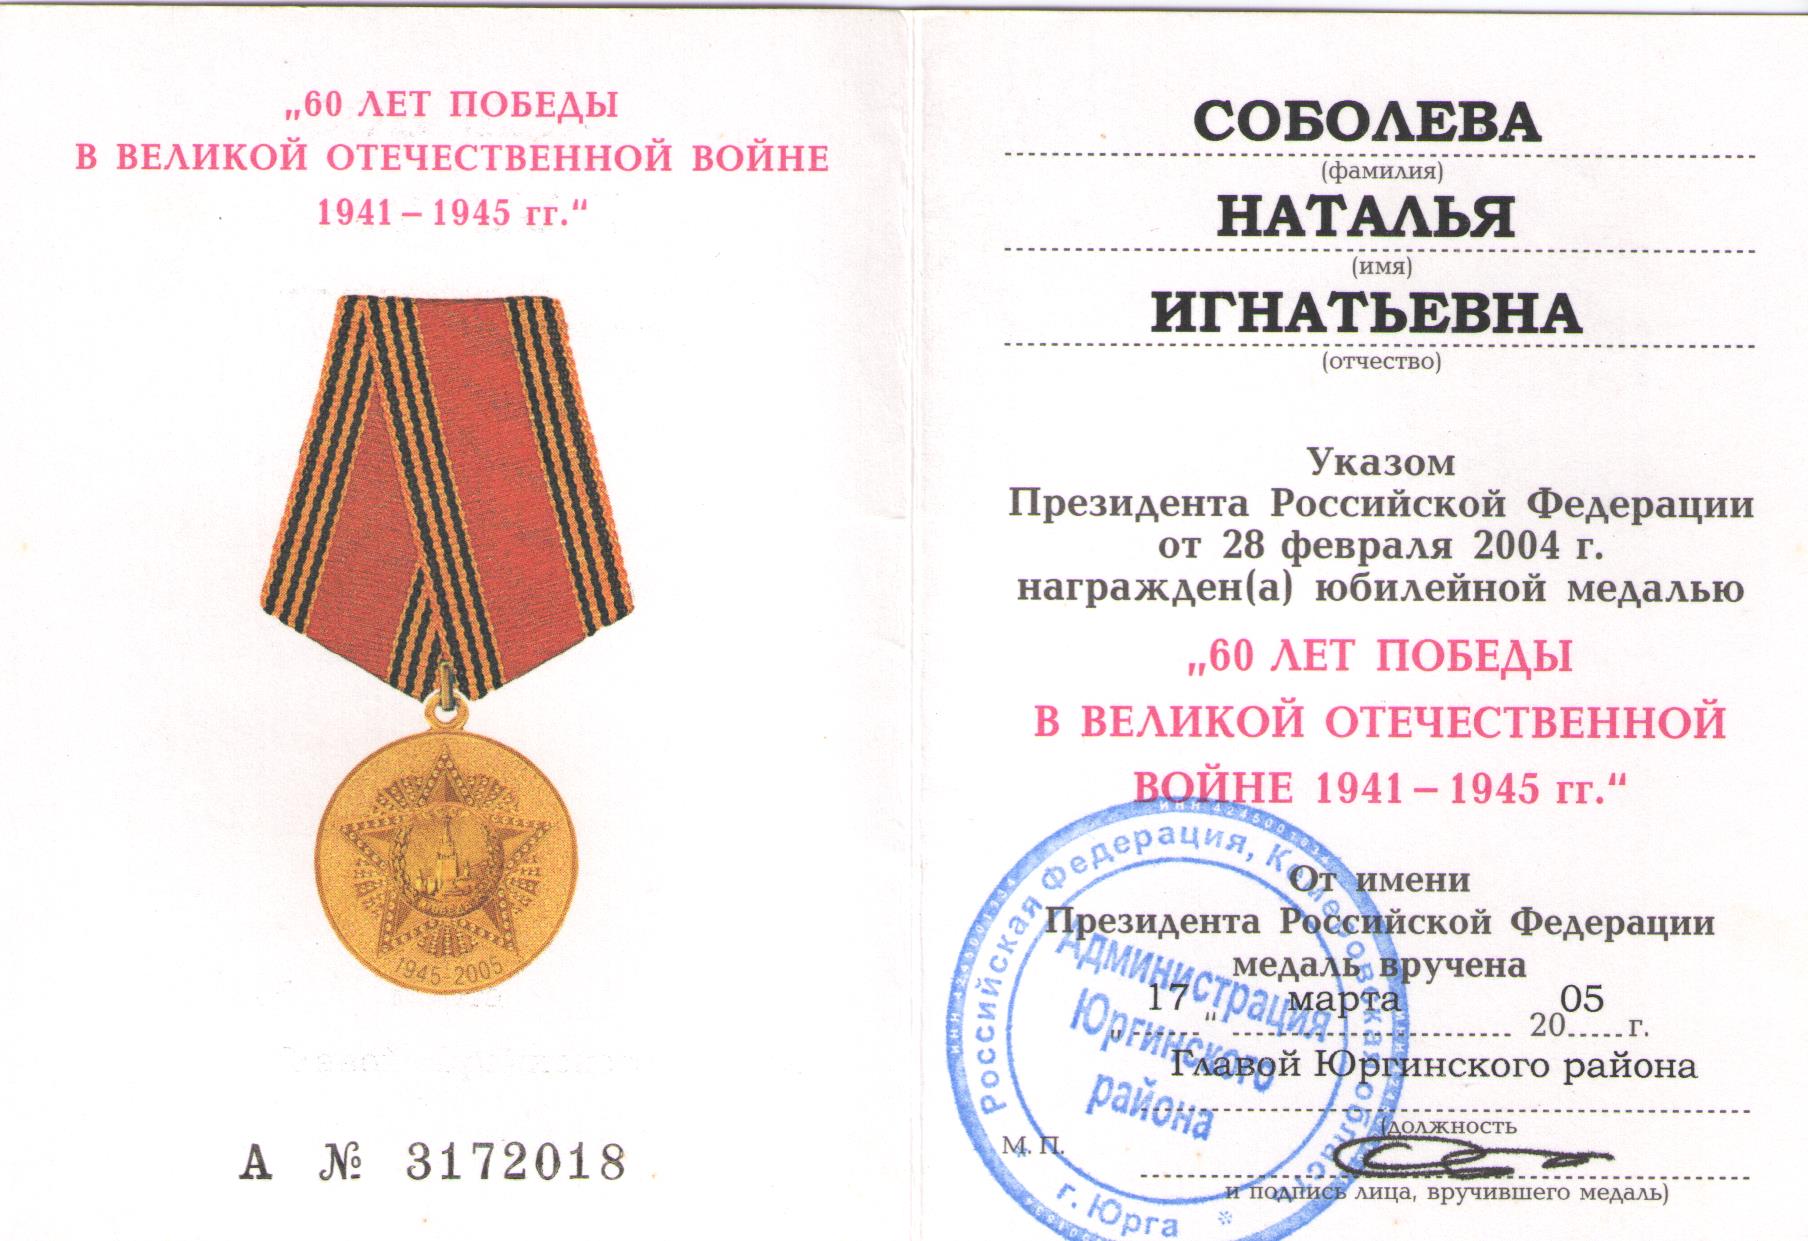 „60 ЛЕТ ПОБЕДЫ
В ВЕЛИКОЙ ОТЕЧЕСТВЕННОЙ ВОЙНЕ
1941 – 1945 гг.“
1945-2005
А № 3172018
СОБОЛЕВА
(фамилия)
НАТАЛЬЯ
(имя)
ИГНАТЬЕВНА
(отчество)
Указом
Президента Российской Федерации
от 28 февраля 2004 г.
награжден(а) юбилейной медалью
„60 ЛЕТ ПОБЕДЫ
В ВЕЛИКОЙ ОТЕЧЕСТВЕННОЙ
ВОЙНЕ 1941 – 1945 гг.“
От имени
Президента Российской Федерации
медаль вручена
„17“ марта 2005 г.
Главой Юргинского района
(должность
М. П.
и подпись лица, вручившего медаль)
Российская Федерация, Кемеровская область
г. Юрга *
Администрация
Юргинского
района